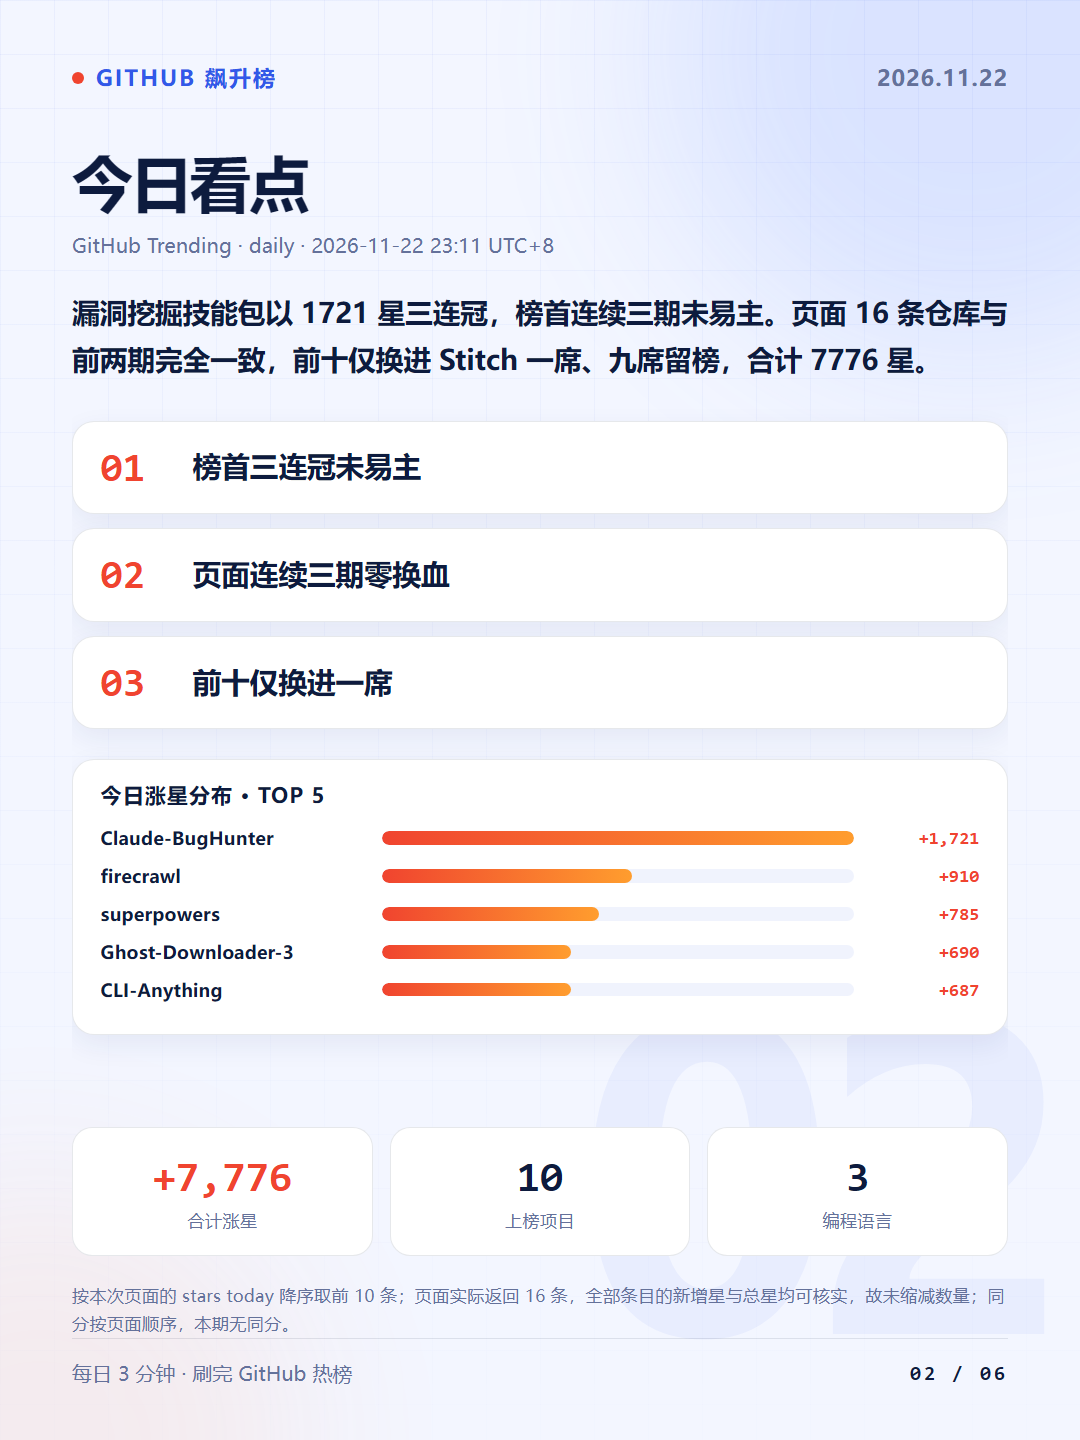 GITHUB 飙升榜
2026.11.22
今日看点
GitHub Trending · daily · 2026-11-22 23:11 UTC+8
漏洞挖掘技能包以 1721 星三连冠，榜首连续三期未易主。页面 16 条仓库与
前两期完全一致，前十仅换进 Stitch 一席、九席留榜，合计 7776 星。
01 榜首三连冠未易主
02 页面连续三期零换血
03 前十仅换进一席
今日涨星分布 • TOP 5
Claude-BugHunter +1,721
firecrawl +910
superpowers +785
Ghost-Downloader-3 +690
CLI-Anything +687
02
+7,776
合计涨星
10
上榜项目
3
编程语言
按本次页面的 stars today 降序取前 10 条；页面实际返回 16 条，全部条目的新增星与总星均可核实，故未缩减数量；同
分按页面顺序，本期无同分。
每日 3 分钟 · 刷完 GitHub 热榜
02 / 06